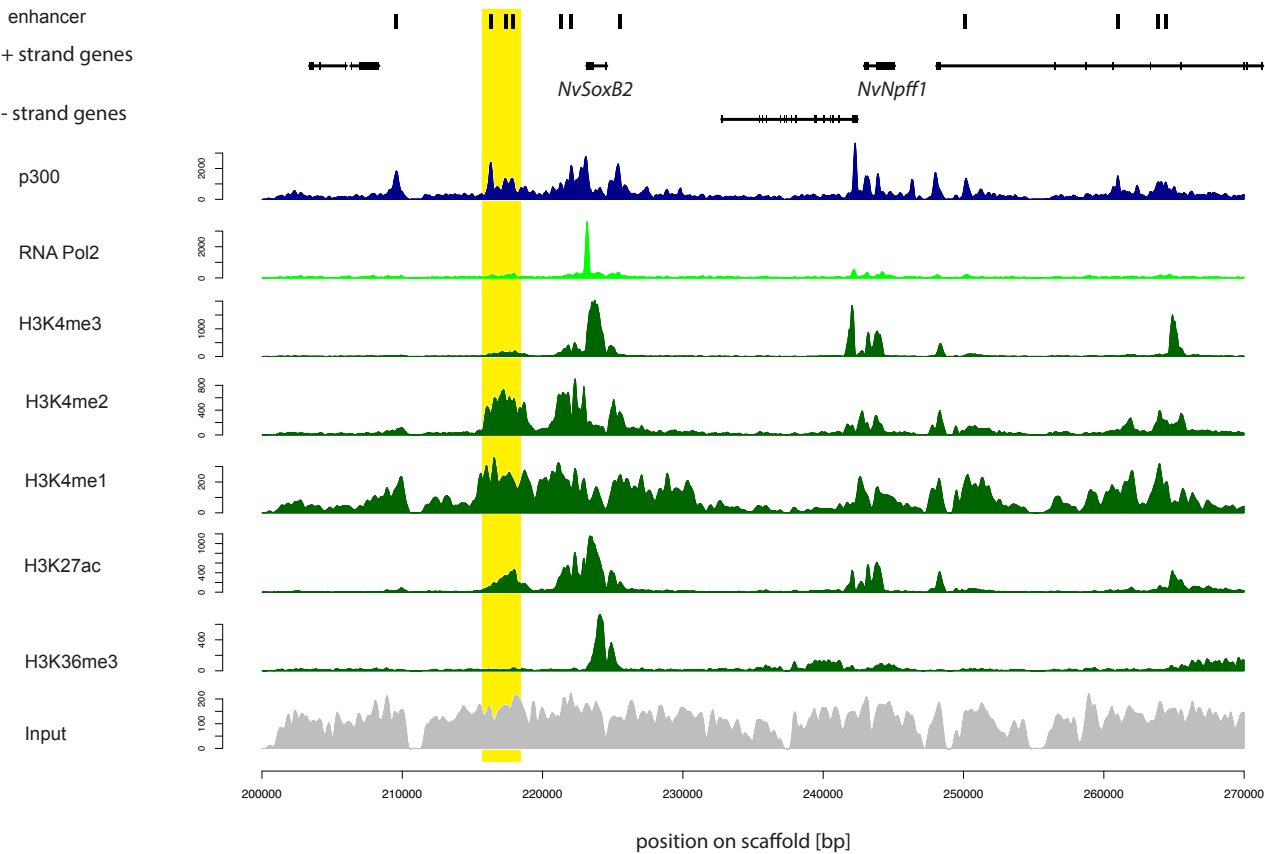 enhancer
+ strand genes
NvSoxB2
NvNpff1
- strand genes
p300
0
2000
RNA Pol2
0
2000
H3K4me3
0
1000
H3K4me2
0
400
800
H3K4me1
0
200
H3K27ac
0
400
1000
H3K36me3
0
400
Input
0
100
200
200000 210000 220000 230000 240000 250000 260000 270000
position on scaffold [bp]